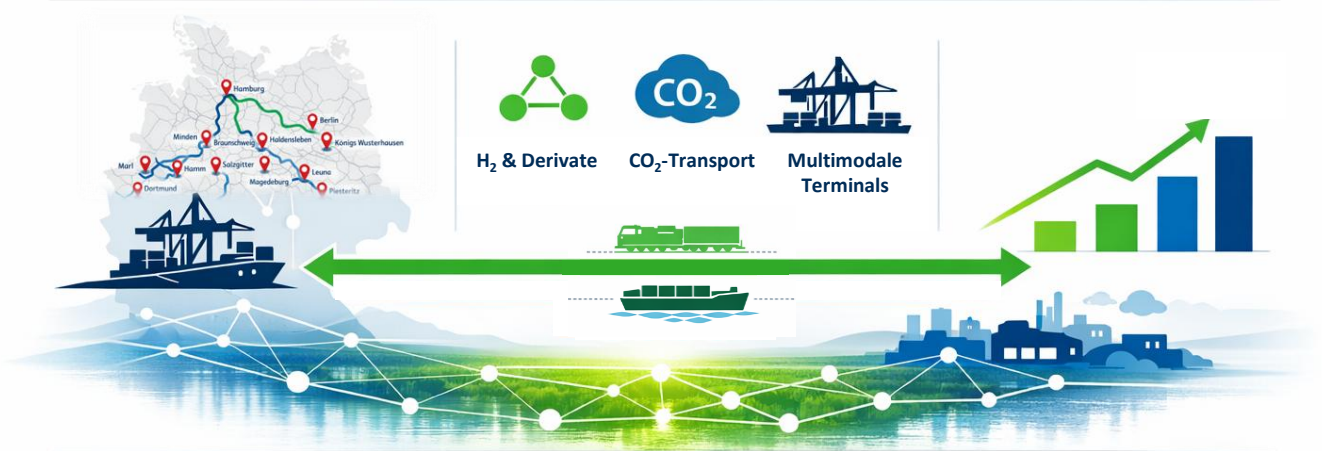 Hamburg
Berlin
Minden
Braunschweig
Haldensleben
Königs Wusterhausen
Marl
Hamm
Salzgitter
Leuna
Magedeburg
Dortmund
Piesteritz
CO₂
H₂ & Derivate
CO₂-Transport
Multimodale
Terminals